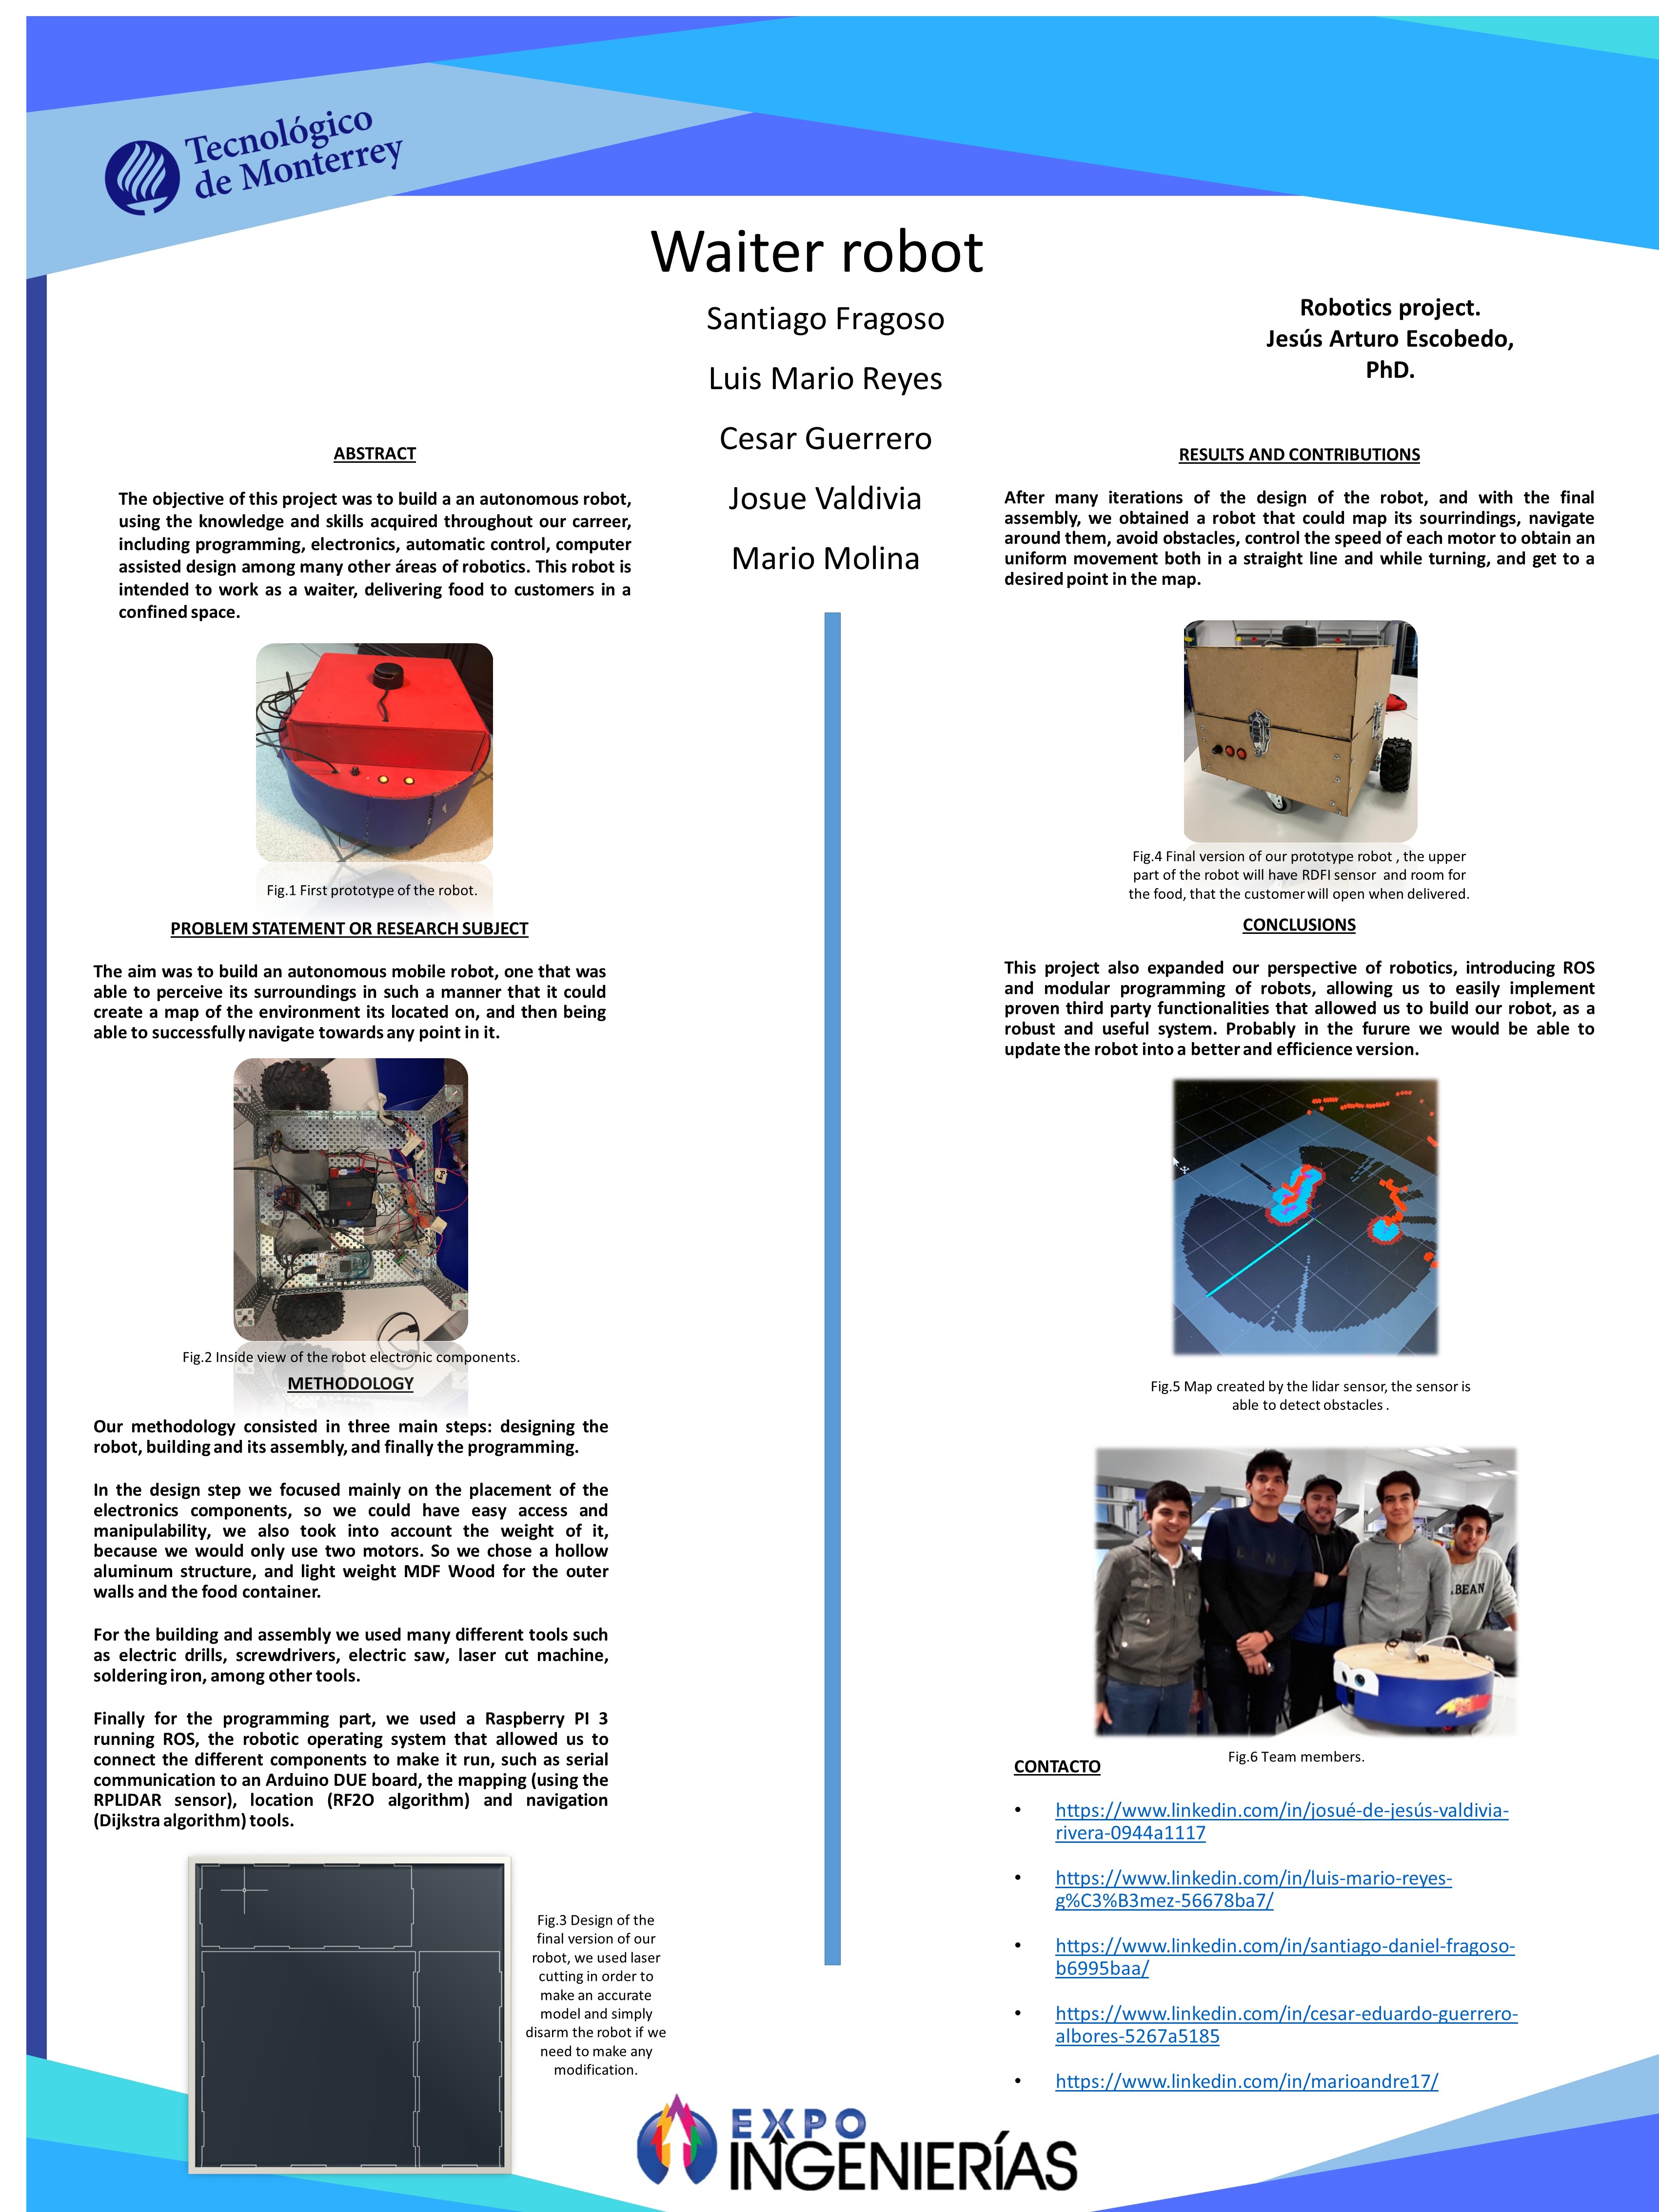 Tecnológico
de Monterrey
Waiter robot
Santiago Fragoso
Luis Mario Reyes
Cesar Guerrero
Josue Valdivia
Mario Molina
Robotics project.
Jesús Arturo Escobedo,
PhD.
ABSTRACT
The objective of this project was to build a an autonomous robot,
using the knowledge and skills acquired throughout our carreer,
including programming, electronics, automatic control, computer
assisted design among many other áreas of robotics. This robot is
intended to work as a waiter, delivering food to customers in a
confined space.
Fig.1 First prototype of the robot.
PROBLEM STATEMENT OR RESEARCH SUBJECT
The aim was to build an autonomous mobile robot, one that was
able to perceive its surroundings in such a manner that it could
create a map of the environment its located on, and then being
able to successfully navigate towards any point in it.
Fig.2 Inside view of the robot electronic components.
METHODOLOGY
Our methodology consisted in three main steps: designing the
robot, building and its assembly, and finally the programming.
In the design step we focused mainly on the placement of the
electronics components, so we could have easy access and
manipulability, we also took into account the weight of it,
because we would only use two motors. So we chose a hollow
aluminum structure, and light weight MDF Wood for the outer
walls and the food container.
For the building and assembly we used many different tools such
as electric drills, screwdrivers, electric saw, laser cut machine,
soldering iron, among other tools.
Finally for the programming part, we used a Raspberry PI 3
running ROS, the robotic operating system that allowed us to
connect the different components to make it run, such as serial
communication to an Arduino DUE board, the mapping (using the
RPLIDAR sensor), location (RF2O algorithm) and navigation
(Dijkstra algorithm) tools.
Fig.3 Design of the
final version of our
robot, we used laser
cutting in order to
make an accurate
model and simply
disarm the robot if we
need to make any
modification.
RESULTS AND CONTRIBUTIONS
After many iterations of the design of the robot, and with the final
assembly, we obtained a robot that could map its sourrindings, navigate
around them, avoid obstacles, control the speed of each motor to obtain an
uniform movement both in a straight line and while turning, and get to a
desired point in the map.
Fig.4 Final version of our prototype robot , the upper
part of the robot will have RDFI sensor and room for
the food, that the customer will open when delivered.
CONCLUSIONS
This project also expanded our perspective of robotics, introducing ROS
and modular programming of robots, allowing us to easily implement
proven third party functionalities that allowed us to build our robot, as a
robust and useful system. Probably in the furure we would be able to
update the robot into a better and efficience version.
Fig.5 Map created by the lidar sensor, the sensor is
able to detect obstacles .
BEAN
Fig.6 Team members.
CONTACTO
• https://www.linkedin.com/in/josué-de-jesús-valdivia-
rivera-0944a1117
• https://www.linkedin.com/in/luis-mario-reyes-
g%C3%B3mez-56678ba7/
• https://www.linkedin.com/in/santiago-daniel-fragoso-
b6995baa/
• https://www.linkedin.com/in/cesar-eduardo-guerrero-
albores-5267a5185
• https://www.linkedin.com/in/marioandre17/
EXPO
INGENIERÍAS